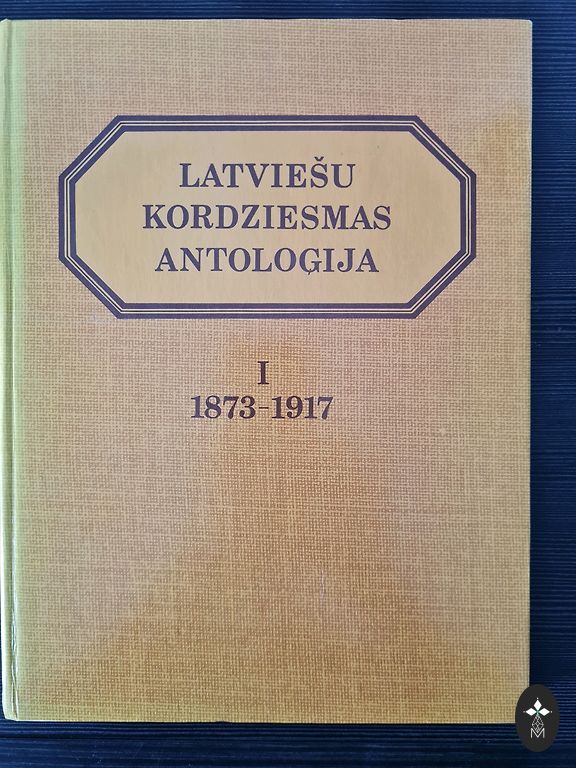 LATVIEŠU
KORDZIESMAS
ANTOLOĢIJA
I
1873-1917
M